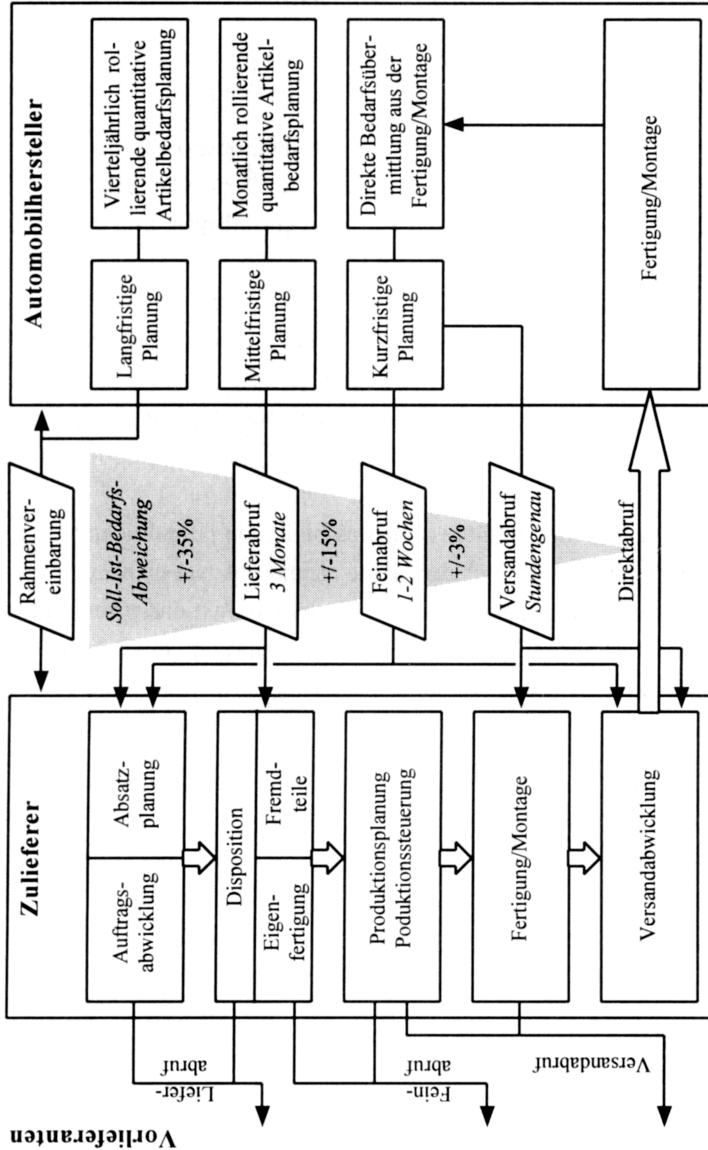 Vorlieferanten
Liefer-
abruf
Fein-
abruf
Versandabruf
Zulieferer
Auftrags-
abwicklung
Absatz-
planung
Disposition
Eigen-
fertigung
Fremd-
teile
Produktionsplanung
Poduktionssteuerung
Fertigung/Montage
Versandabwicklung
Rahmenver-
einbarung
Soll-Ist-Bedarfs-
Abweichung
+/-35%
Lieferabruf
3 Monate
+/-15%
Feinabruf
1-2 Wochen
+/-3%
Versandabruf
Stundengenau
Direktabruf
Automobilhersteller
Langfristige
Planung
Vierteljährlich rol-
lierende quantitative
Artikelbedarfsplanung
Mittelfristige
Planung
Monatlich rollierende
quantitative Artikel-
bedarfsplanung
Kurzfristige
Planung
Direkte Bedarfsüber-
mittlung aus der
Fertigung/Montage
Fertigung/Montage